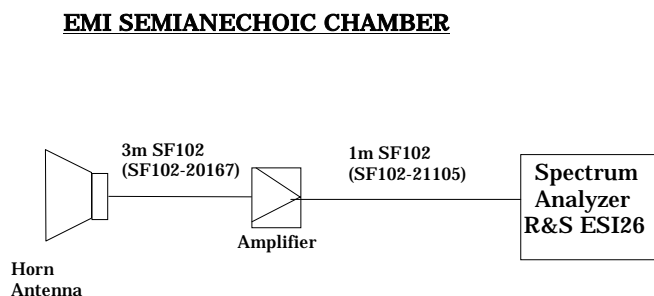 EMI SEMIANECHOIC CHAMBER
3m SF102
(SF102-20167)
1m SF102
(SF102-21105)
Spectrum
Analyzer
R&S ESI26
Amplifier
Horn
Antenna